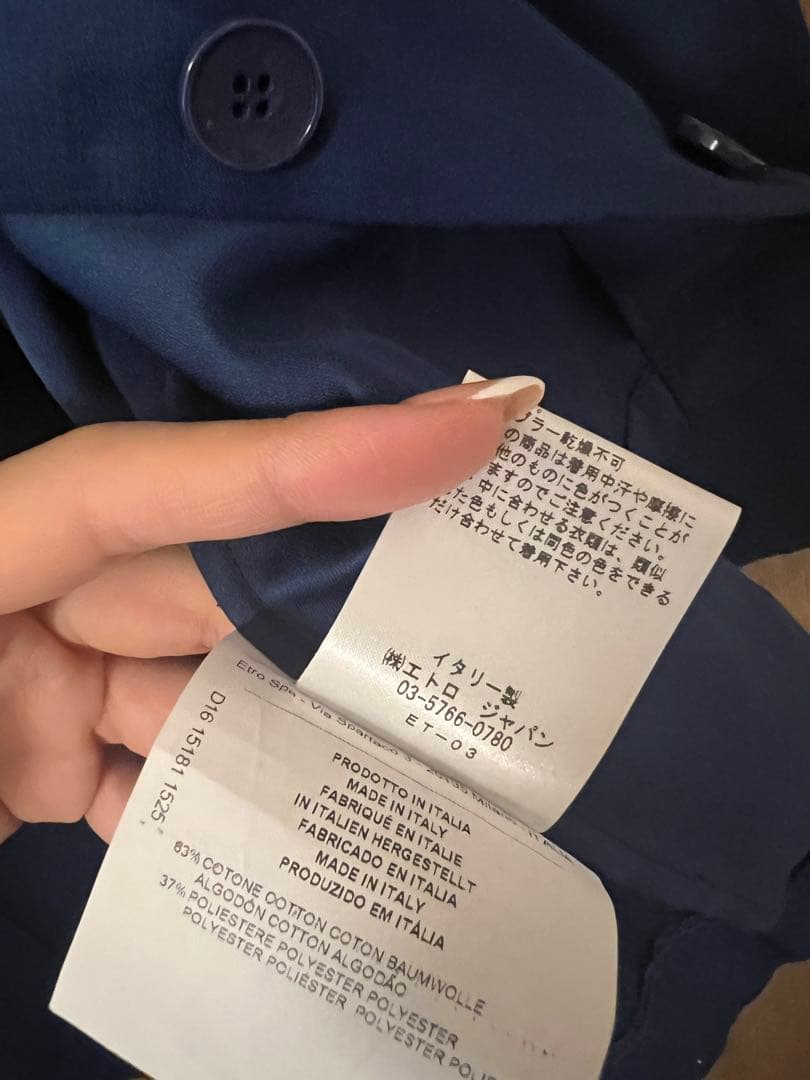 ブラー乾燥不可
の商品は着用中汗や摩擦に
他のものに色がつくことが
ますのでご注意ください。
中に合わせる衣類は、類似
た色もしくは同色の色をできる
だけ合わせて着用下さい。
イタリー製
㈱エトロ ジャパン
03-5766-0780
ET-03
Etro Spa - Via Spartaco 3 - 20135 Milano - ITALIA
D16 15181 1525
PRODOTTO IN ITALIA
MADE IN ITALY
FABRIQUÉ EN ITALIE
IN ITALIEN HERGESTELLT
FABRICADO EN ITALIA
MADE IN ITALY
PRODUZIDO EM ITÁLIA
63% COTONE COTTON COTON BAUMWOLLE
ALGODÓN COTTON ALGODÃO
37% POLIESTERE POLYESTER POLYESTER
POLYESTER POLIÉSTER POLYESTER